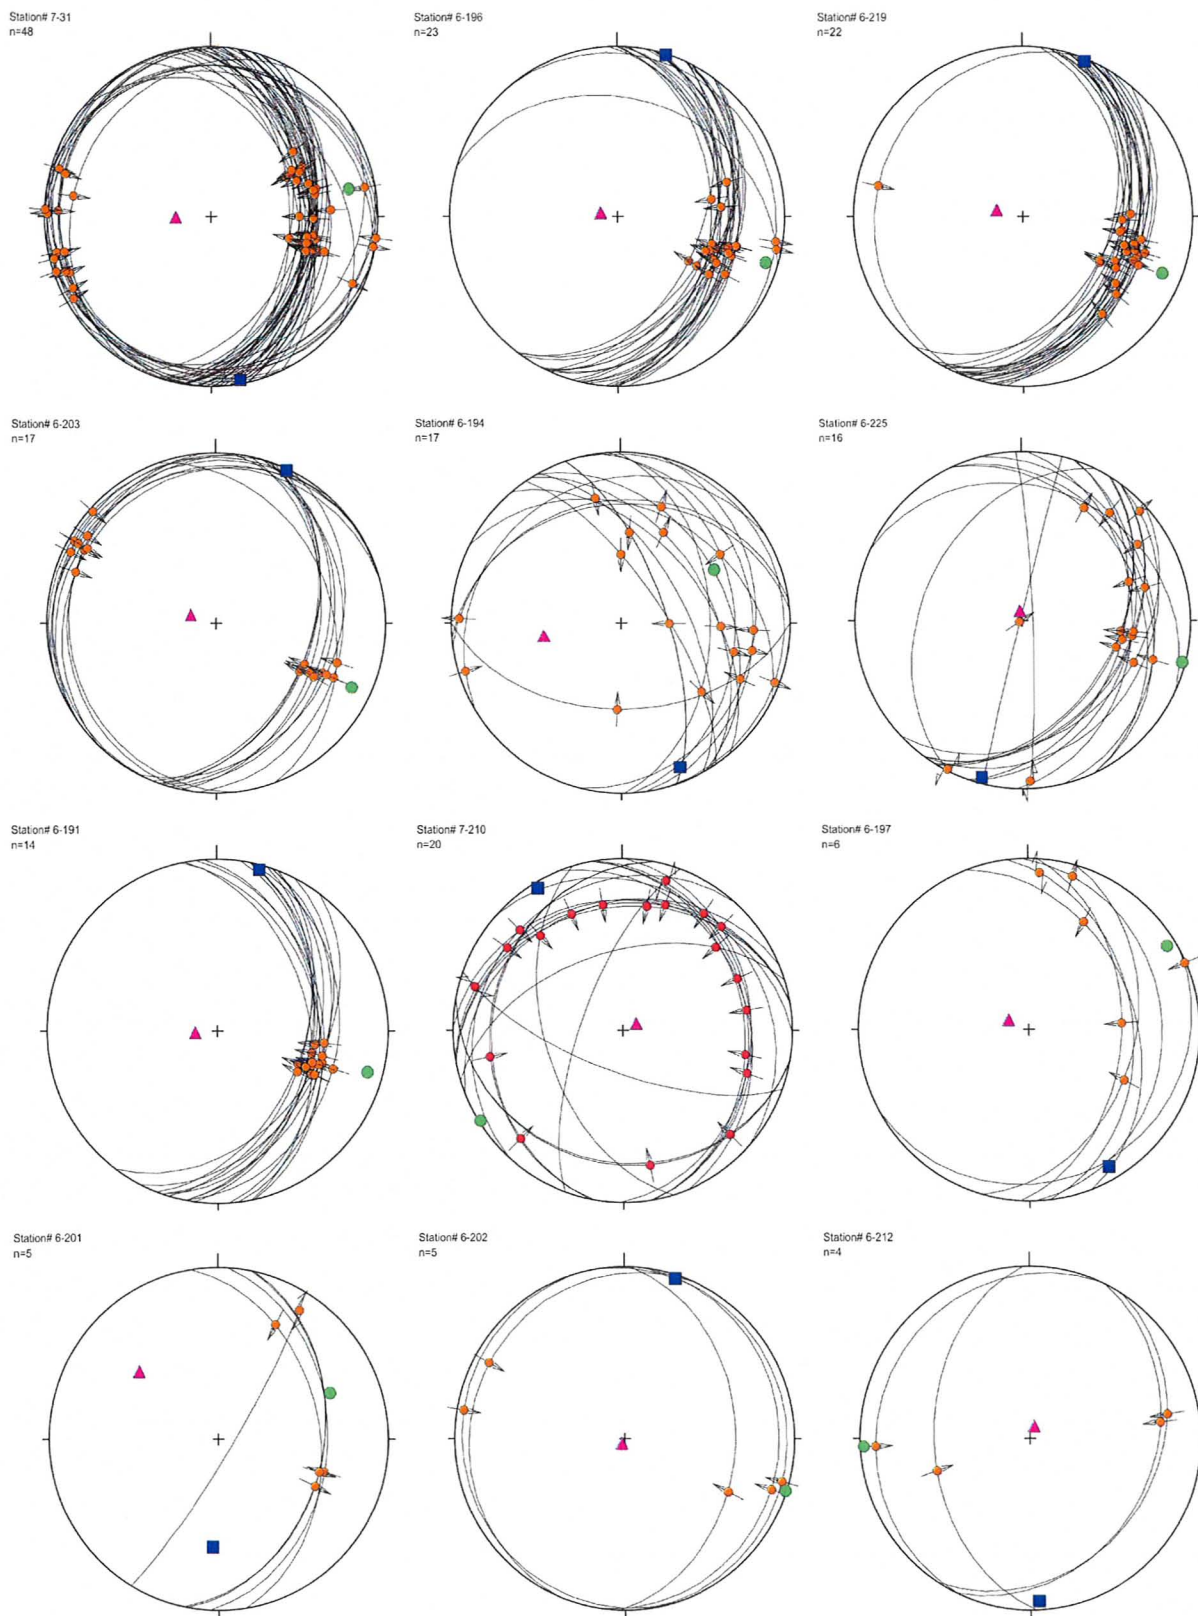 Station# 7-31
n=48
Station# 6-196
n=23
Station# 6-219
n=22
Station# 6-203
n=17
Station# 6-194
n=17
Station# 6-225
n=16
Station# 6-191
n=14
Station# 7-210
n=20
Station# 6-197
n=6
Station# 6-201
n=5
Station# 6-202
n=5
Station# 6-212
n=4